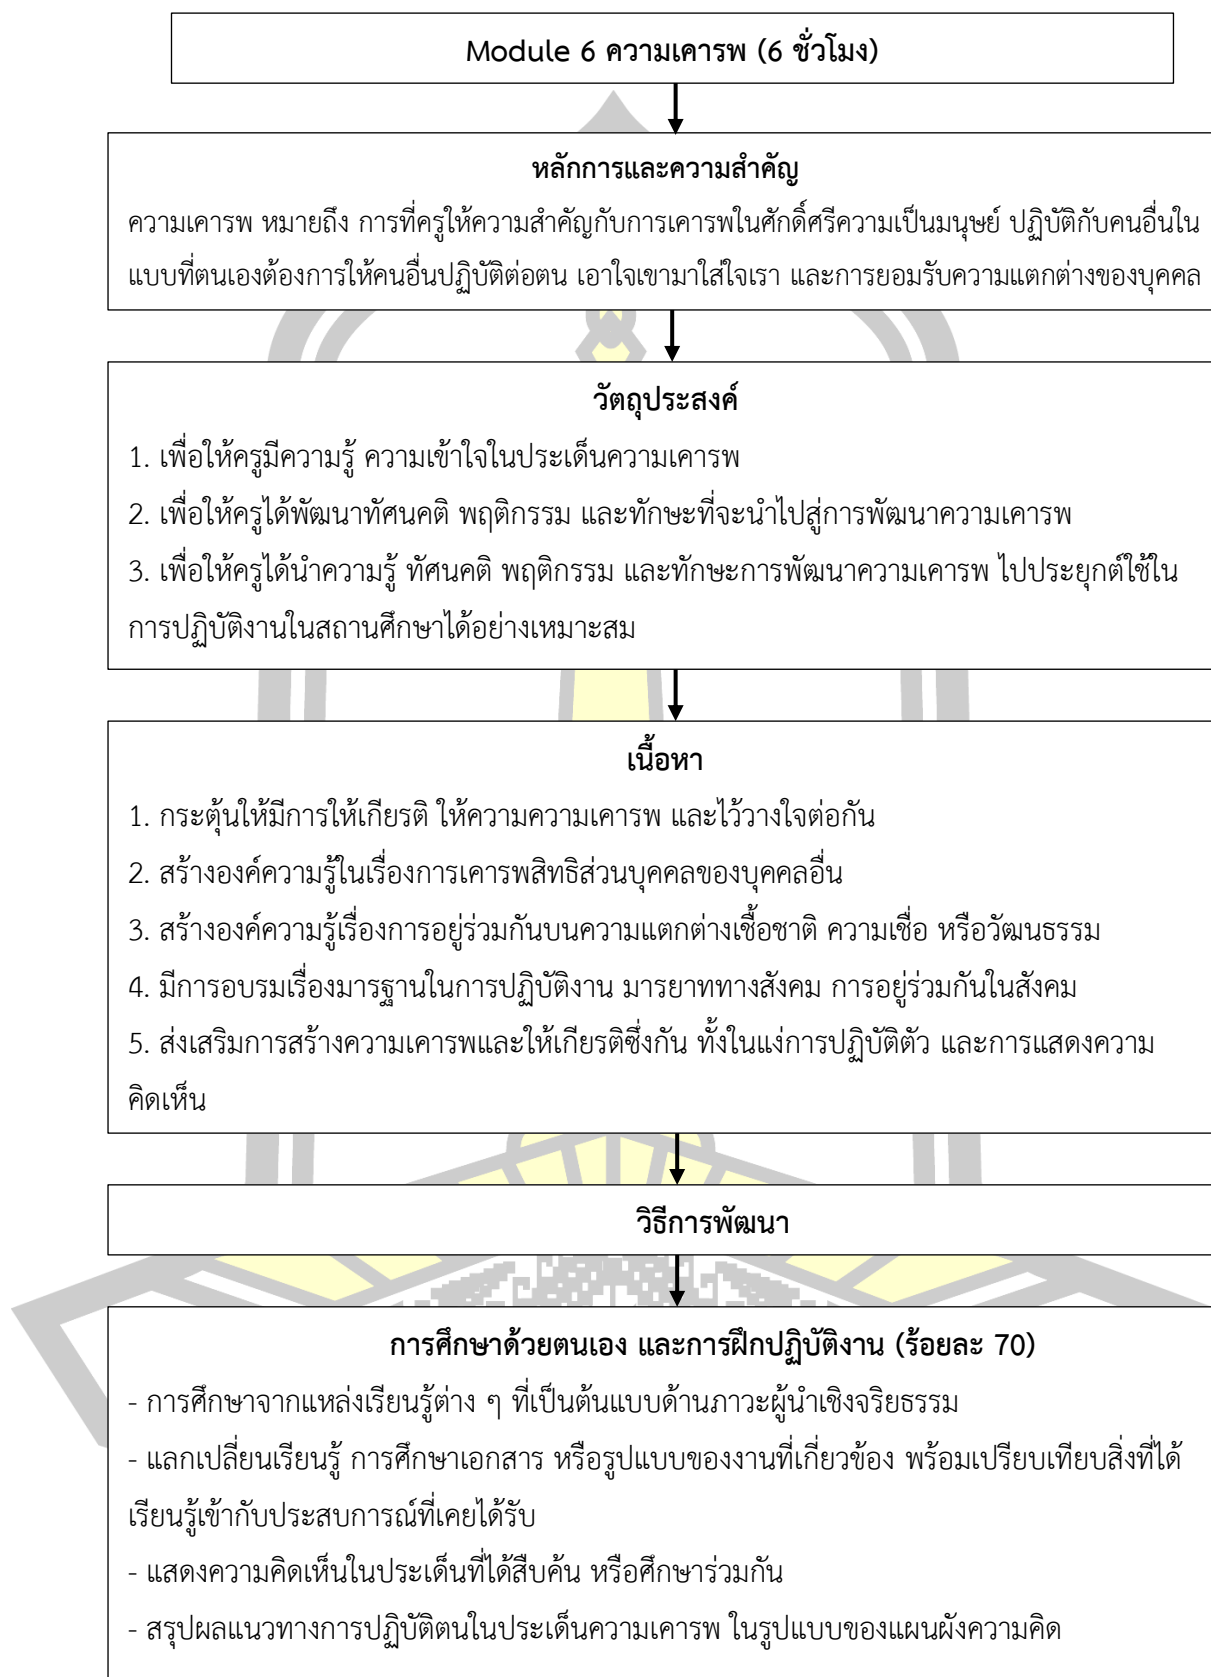 Module 6 ความเคารพ (6 ชั่วโมง)
หลักการและความสำคัญ
ความเคารพ หมายถึง การที่ครูให้ความสำคัญกับการเคารพในศักดิ์ศรีความเป็นมนุษย์ ปฏิบัติกับคนอื่นใน
แบบที่ตนเองต้องการให้คนอื่นปฏิบัติต่อตน เอาใจเขามาใส่ใจเรา และการยอมรับความแตกต่างของบุคคล
วัตถุประสงค์
1. เพื่อให้ครูมีความรู้ ความเข้าใจในประเด็นความเคารพ
2. เพื่อให้ครูได้พัฒนาทัศนคติ พฤติกรรม และทักษะที่จะนำไปสู่การพัฒนาความเคารพ
3. เพื่อให้ครูได้นำความรู้ ทัศนคติ พฤติกรรม และทักษะการพัฒนาความเคารพ ไปประยุกต์ใช้ใน
การปฏิบัติงานในสถานศึกษาได้อย่างเหมาะสม
เนื้อหา
1. กระตุ้นให้มีการให้เกียรติ ให้ความความเคารพ และไว้วางใจต่อกัน
2. สร้างองค์ความรู้ในเรื่องการเคารพสิทธิส่วนบุคคลของบุคคลอื่น
3. สร้างองค์ความรู้เรื่องการอยู่ร่วมกันบนความแตกต่างเชื้อชาติ ความเชื่อ หรือวัฒนธรรม
4. มีการอบรมเรื่องมารฐานในการปฏิบัติงาน มารยาททางสังคม การอยู่ร่วมกันในสังคม
5. ส่งเสริมการสร้างความเคารพและให้เกียรติซึ่งกัน ทั้งในแง่การปฏิบัติตัว และการแสดงความ
คิดเห็น
วิธีการพัฒนา
การศึกษาด้วยตนเอง และการฝึกปฏิบัติงาน (ร้อยละ 70)
- การศึกษาจากแหล่งเรียนรู้ต่าง ๆ ที่เป็นต้นแบบด้านภาวะผู้นำเชิงจริยธรรม
- แลกเปลี่ยนเรียนรู้ การศึกษาเอกสาร หรือรูปแบบของงานที่เกี่ยวข้อง พร้อมเปรียบเทียบสิ่งที่ได้
เรียนรู้เข้ากับประสบการณ์ที่เคยได้รับ
- แสดงความคิดเห็นในประเด็นที่ได้สืบค้น หรือศึกษาร่วมกัน
- สรุปผลแนวทางการปฏิบัติตนในประเด็นความเคารพ ในรูปแบบของแผนผังความคิด